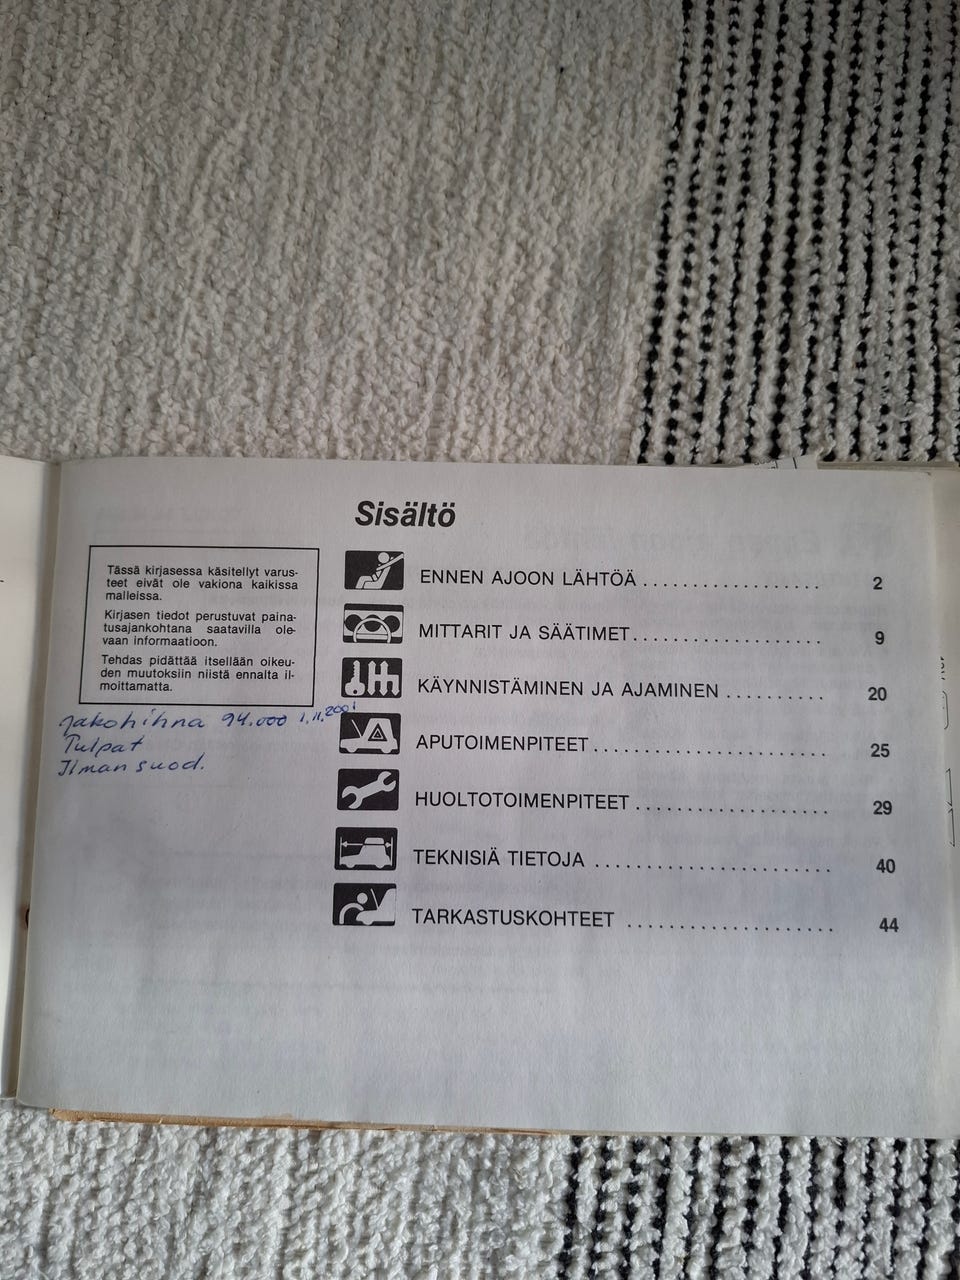 Sisältö
Tässä kirjasessa käsitellyt varus-
teet eivät ole vakiona kaikissa
malleissa.
Kirjasen tiedot perustuvat paina-
tusajankohtana saatavilla ole-
vaan informaatioon.
Tehdas pidättää itsellään oikeu-
den muutoksiin niistä ennalta il-
moittamatta.
Jakohihna 94.000 1.11.2001
Tulpat
Ilman suod.
ENNEN AJOON LÄHTÖÄ . . . . . . . . . . . . . . . . . . . . 2
MITTARIT JA SÄÄTIMET . . . . . . . . . . . . . . . . . . . . . 9
KÄYNNISTÄMINEN JA AJAMINEN . . . . . . . . . . 20
APUTOIMENPITEET . . . . . . . . . . . . . . . . . . . . . . . . . 25
HUOLTOTOIMENPITEET . . . . . . . . . . . . . . . . . . . . . 29
TEKNISIÄ TIETOJA . . . . . . . . . . . . . . . . . . . . . . . . . 40
TARKASTUSKOHTEET . . . . . . . . . . . . . . . . . . . . . . 44